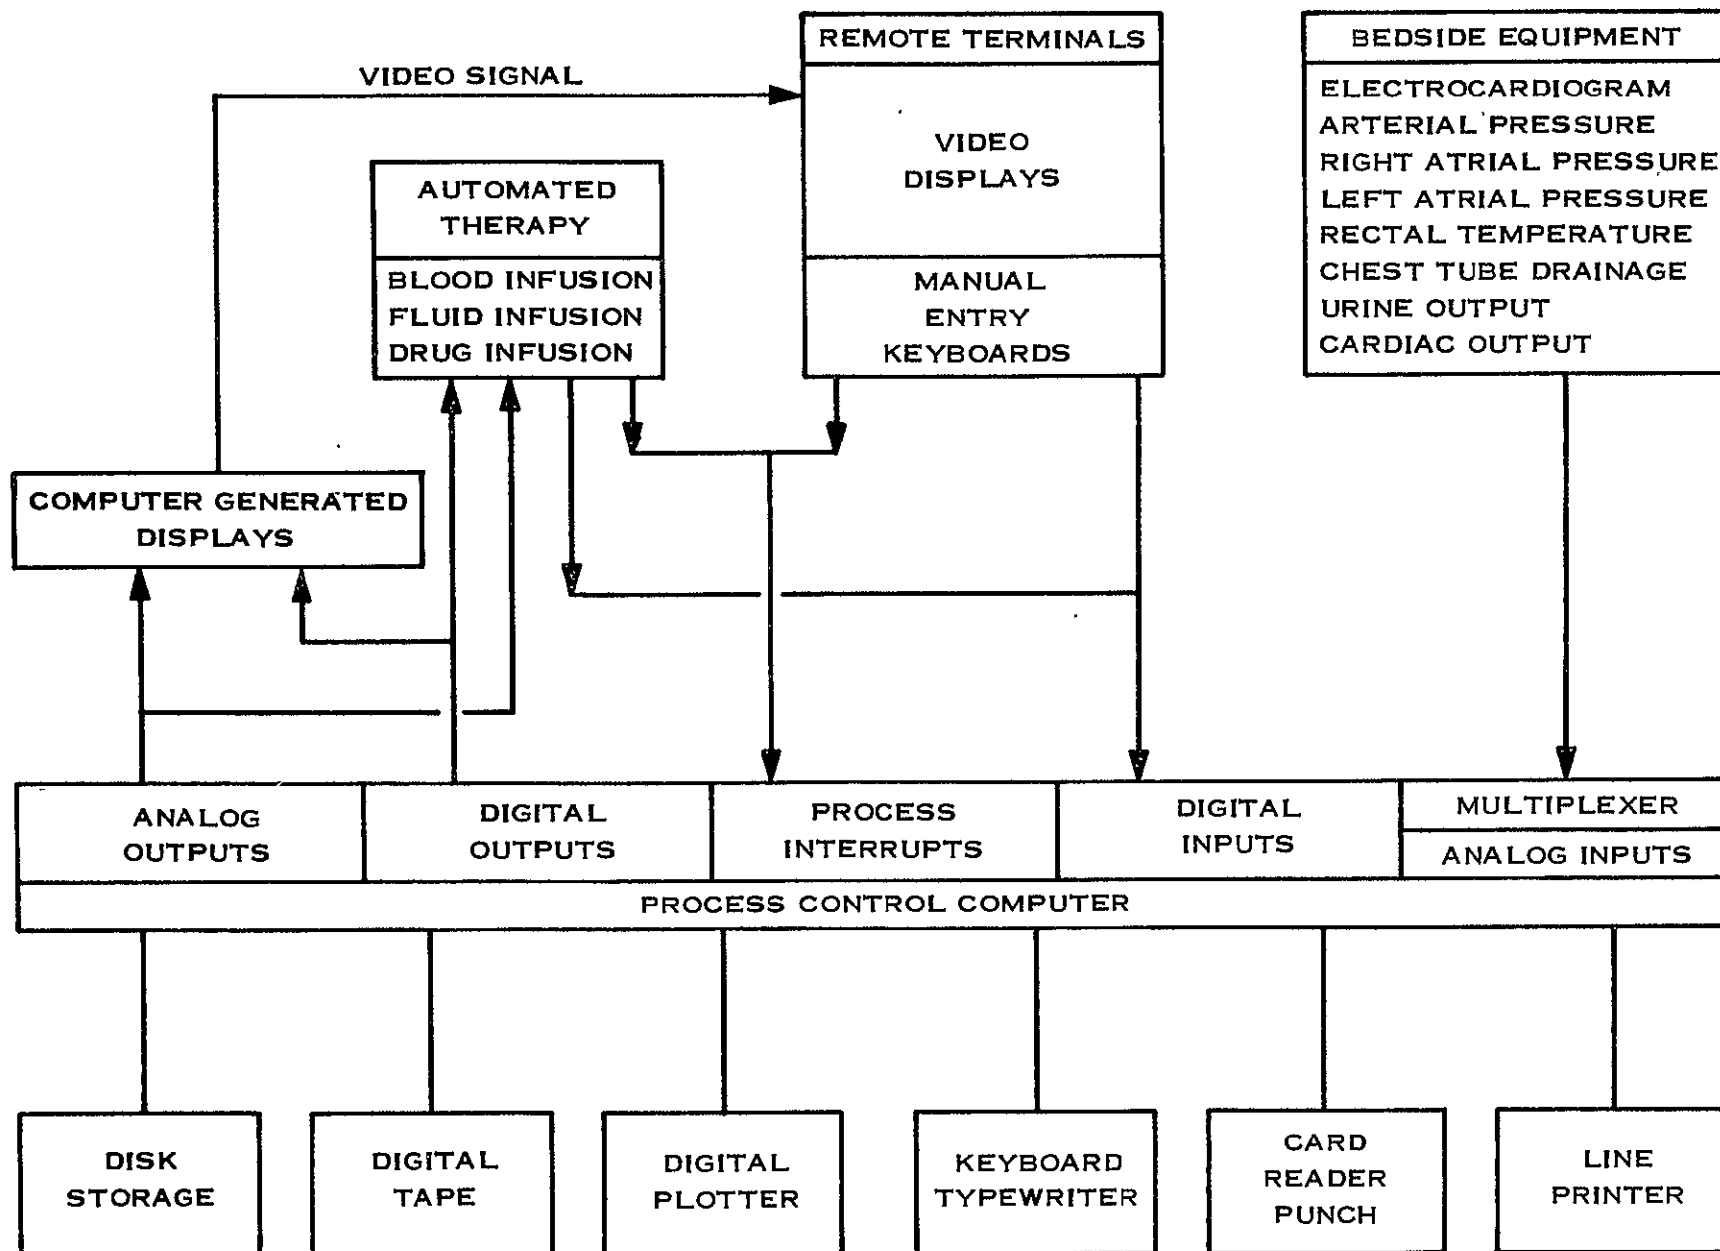 VIDEO SIGNAL
REMOTE TERMINALS
VIDEO
DISPLAYS
MANUAL
ENTRY
KEYBOARDS
BEDSIDE EQUIPMENT
ELECTROCARDIOGRAM
ARTERIAL PRESSURE
RIGHT ATRIAL PRESSURE
LEFT ATRIAL PRESSURE
RECTAL TEMPERATURE
CHEST TUBE DRAINAGE
URINE OUTPUT
CARDIAC OUTPUT
AUTOMATED
THERAPY
BLOOD INFUSION
FLUID INFUSION
DRUG INFUSION
COMPUTER GENERATED
DISPLAYS
ANALOG
OUTPUTS
DIGITAL
OUTPUTS
PROCESS
INTERRUPTS
DIGITAL
INPUTS
MULTIPLEXER
ANALOG INPUTS
PROCESS CONTROL COMPUTER
DISK
STORAGE
DIGITAL
TAPE
DIGITAL
PLOTTER
KEYBOARD
TYPEWRITER
CARD
READER
PUNCH
LINE
PRINTER